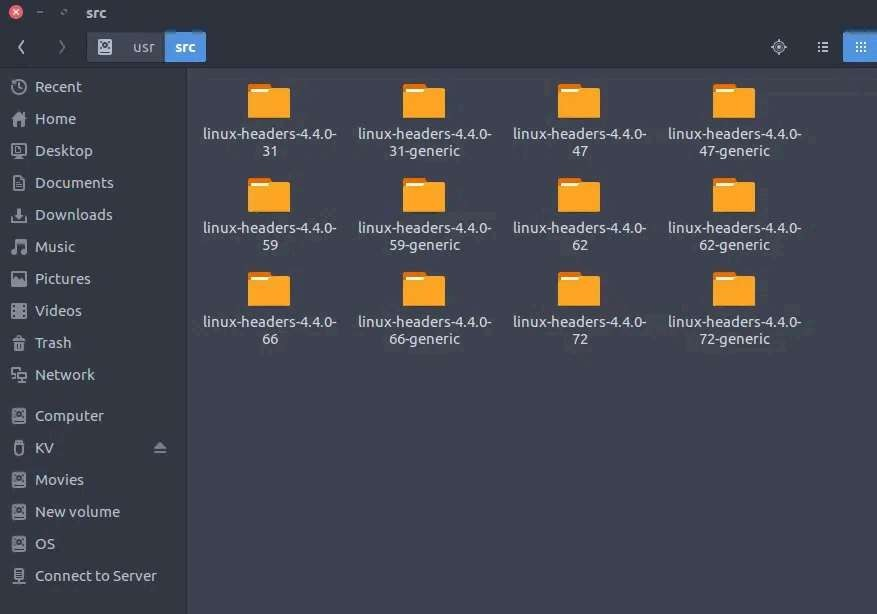 src
usr
src
Recent
Home
Desktop
Documents
Downloads
Music
Pictures
Videos
Trash
Network
Computer
KV
Movies
New volume
OS
Connect to Server
linux-headers-4.4.0-
31
linux-headers-4.4.0-
31-generic
linux-headers-4.4.0-
47
linux-headers-4.4.0-
47-generic
linux-headers-4.4.0-
59
linux-headers-4.4.0-
59-generic
linux-headers-4.4.0-
62
linux-headers-4.4.0-
62-generic
linux-headers-4.4.0-
66
linux-headers-4.4.0-
66-generic
linux-headers-4.4.0-
72
linux-headers-4.4.0-
72-generic